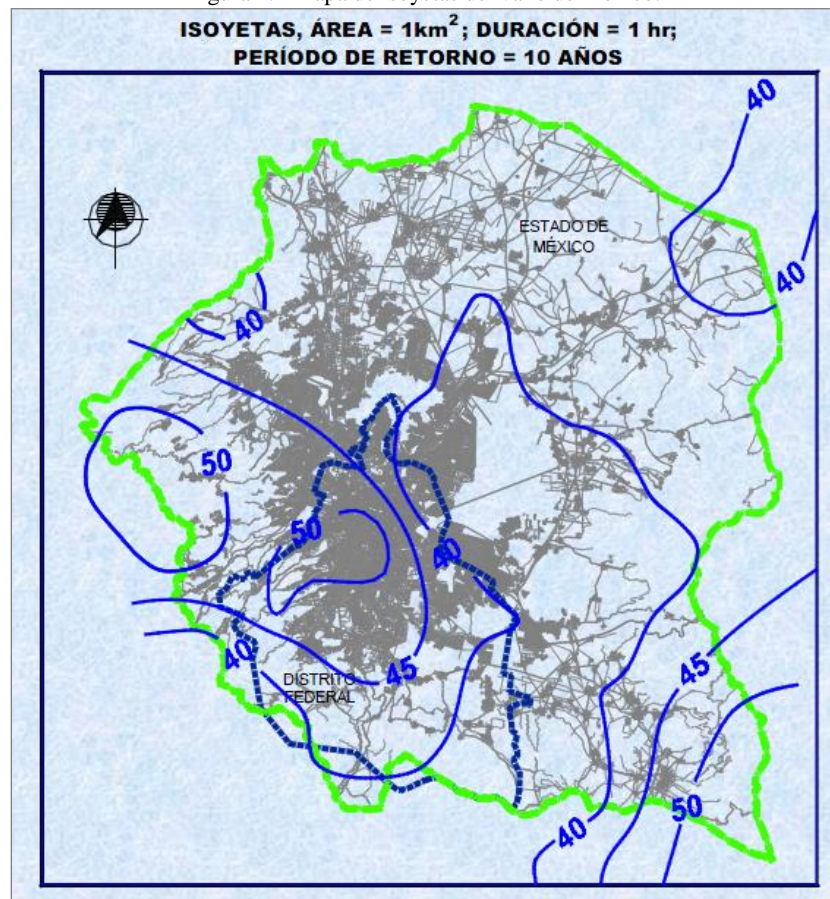 ISOYETAS, ÁREA = 1km²; DURACIÓN = 1 hr;
PERÍODO DE RETORNO = 10 AÑOS
40
ESTADO DE
MÉXICO
40
40
50
50
40
40
45
DISTRITO
FEDERAL
45
50
40